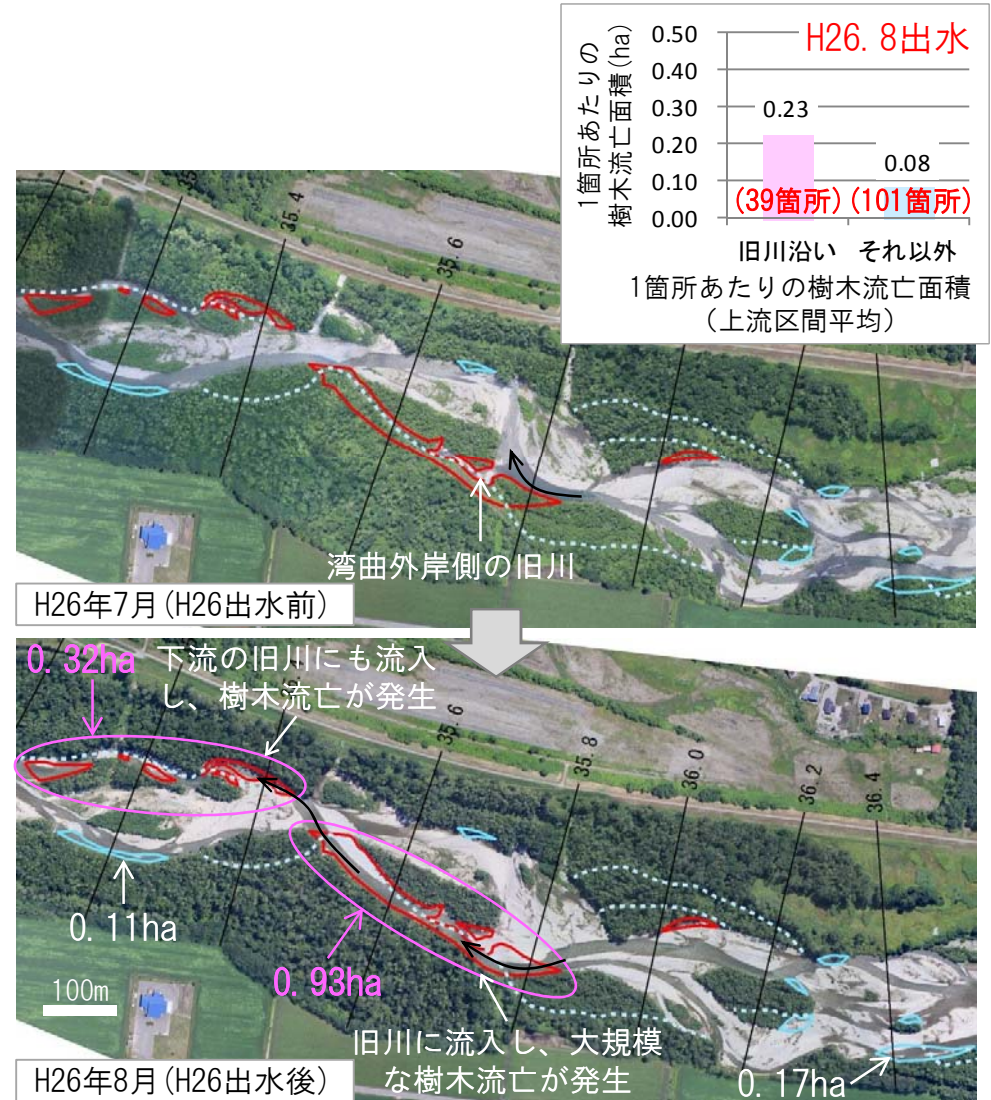 H26.8出水
1箇所あたりの
樹木流亡面積(ha)
0.50
0.40
0.30
0.20
0.10
0.00
0.23
0.08
(39箇所)
(101箇所)
旧川沿い
それ以外
1箇所あたりの樹木流亡面積
(上流区間平均)
35.4
35.6
湾曲外岸側の旧川
H26年7月(H26出水前)
0.32ha
下流の旧川にも流入
し、樹木流亡が発生
35.6
35.8
36.0
36.2
36.4
0.11ha
0.93ha
100m
旧川に流入し、大規模
な樹木流亡が発生
0.17ha
H26年8月(H26出水後)